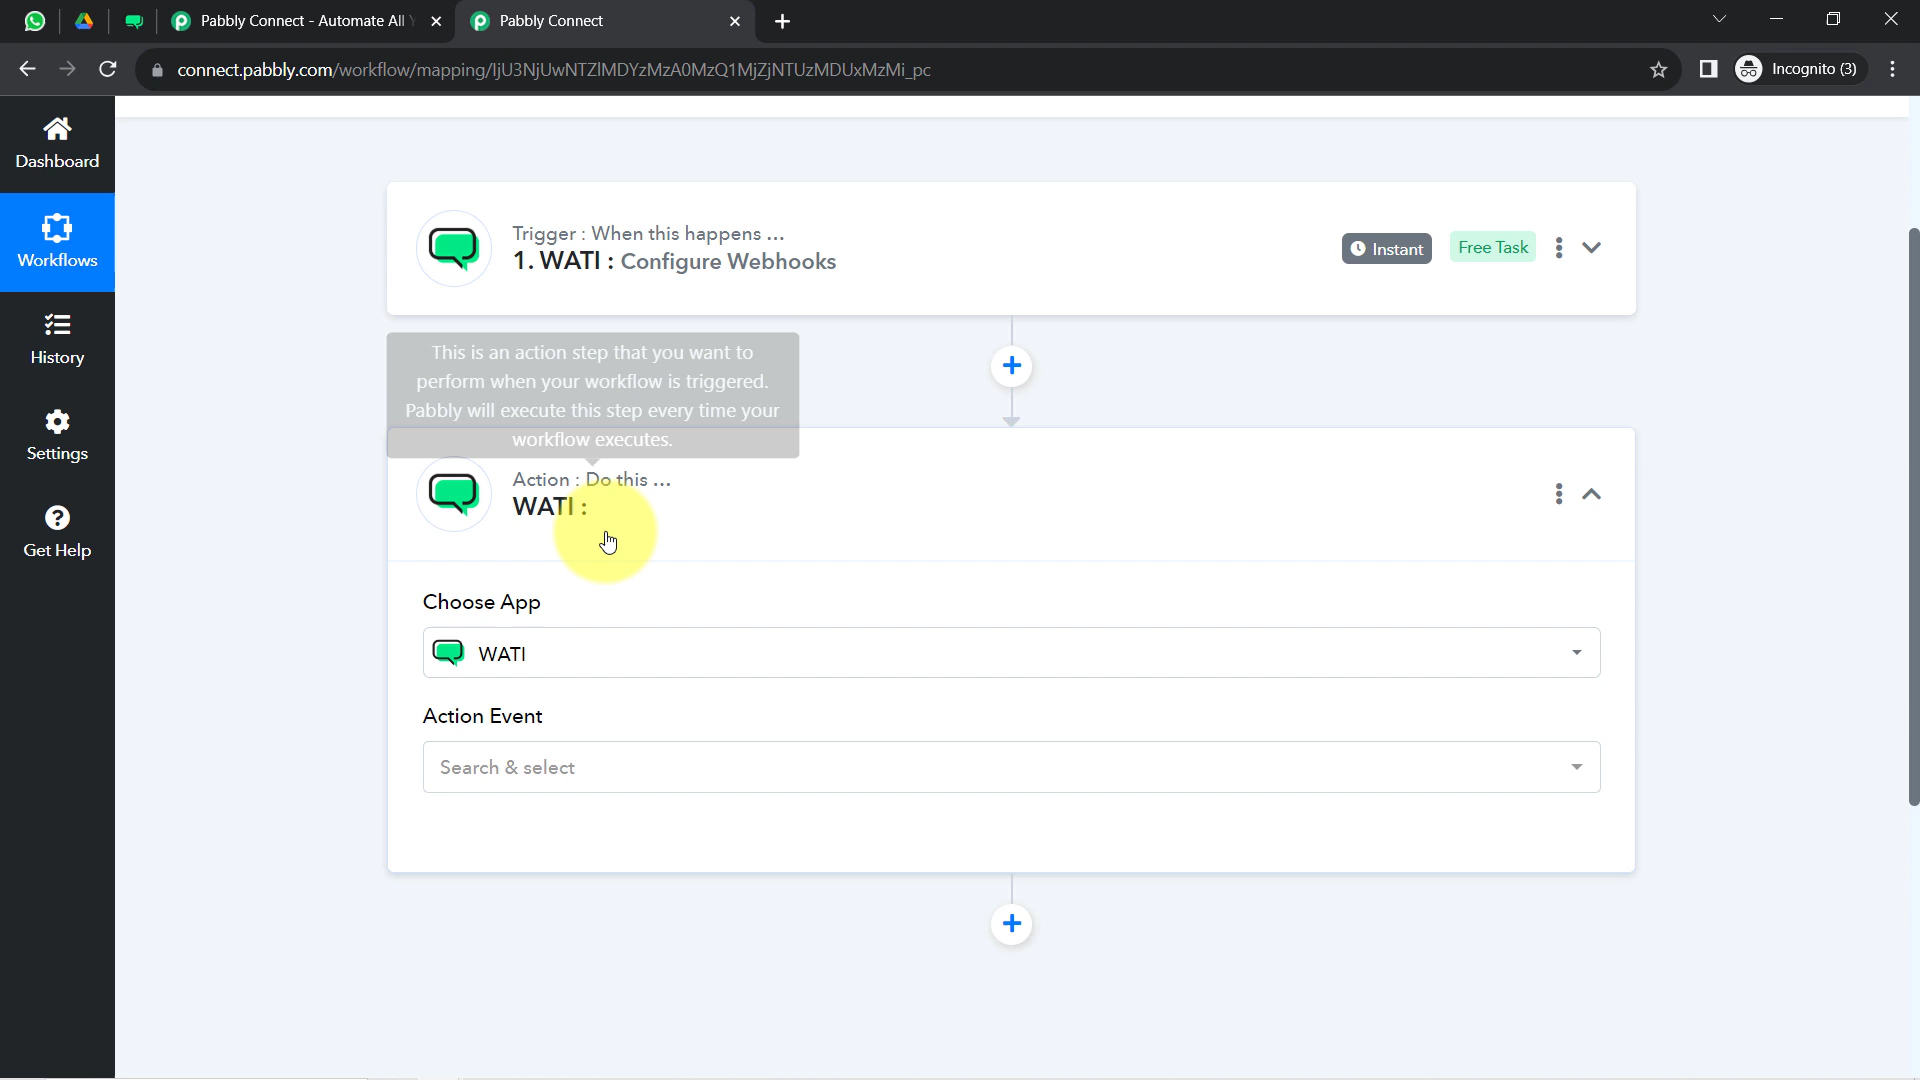 Pabbly Connect - Automate All
Pabbly Connect
connect.pabbly.com/workflow/mapping/IjU3NjUwNTZlMDYzMzA0MzQ1MjZjNTUzMDUxMzMi_pc
Incognito (3)
Dashboard
Workflows
History
Settings
Get Help
Trigger : When this happens ...
1. WATI : Configure Webhooks
Instant
Free Task
This is an action step that you want to
perform when your workflow is triggered.
Pabbly will execute this step every time your
workflow executes.
Action : Do this ...
WATI :
Choose App
WATI
Action Event
Search & select